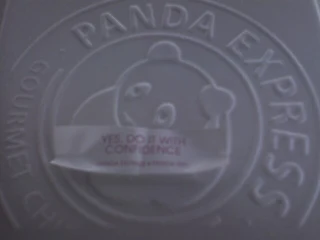 PANDA EXPRESS
GOURMET CH
YES, DO IT WITH
CONFIDENCE